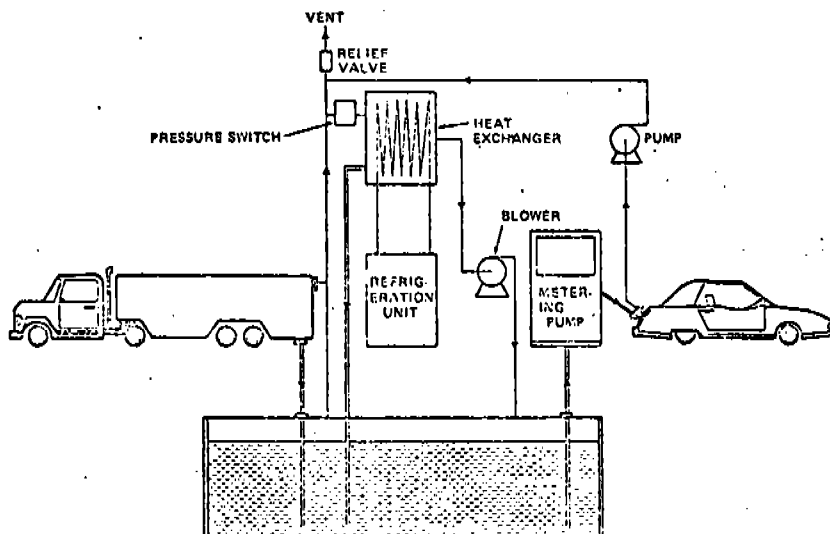 VENT
RELIEF
VALVE
PRESSURE SWITCH
HEAT
EXCHANGER
PUMP
BLOWER
REFRIG-
ERATION
UNIT
METER-
ING
PUMP